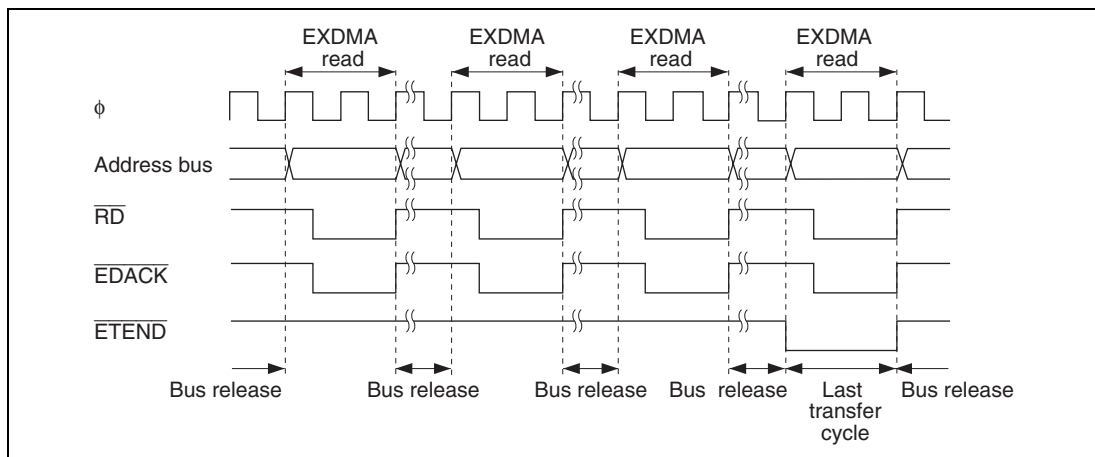 EXDMA read EXDMA read EXDMA read EXDMA read
φ
Address bus
RD
EDACK
ETEND
Bus release Bus release Bus release Bus release Last transfer cycle Bus release